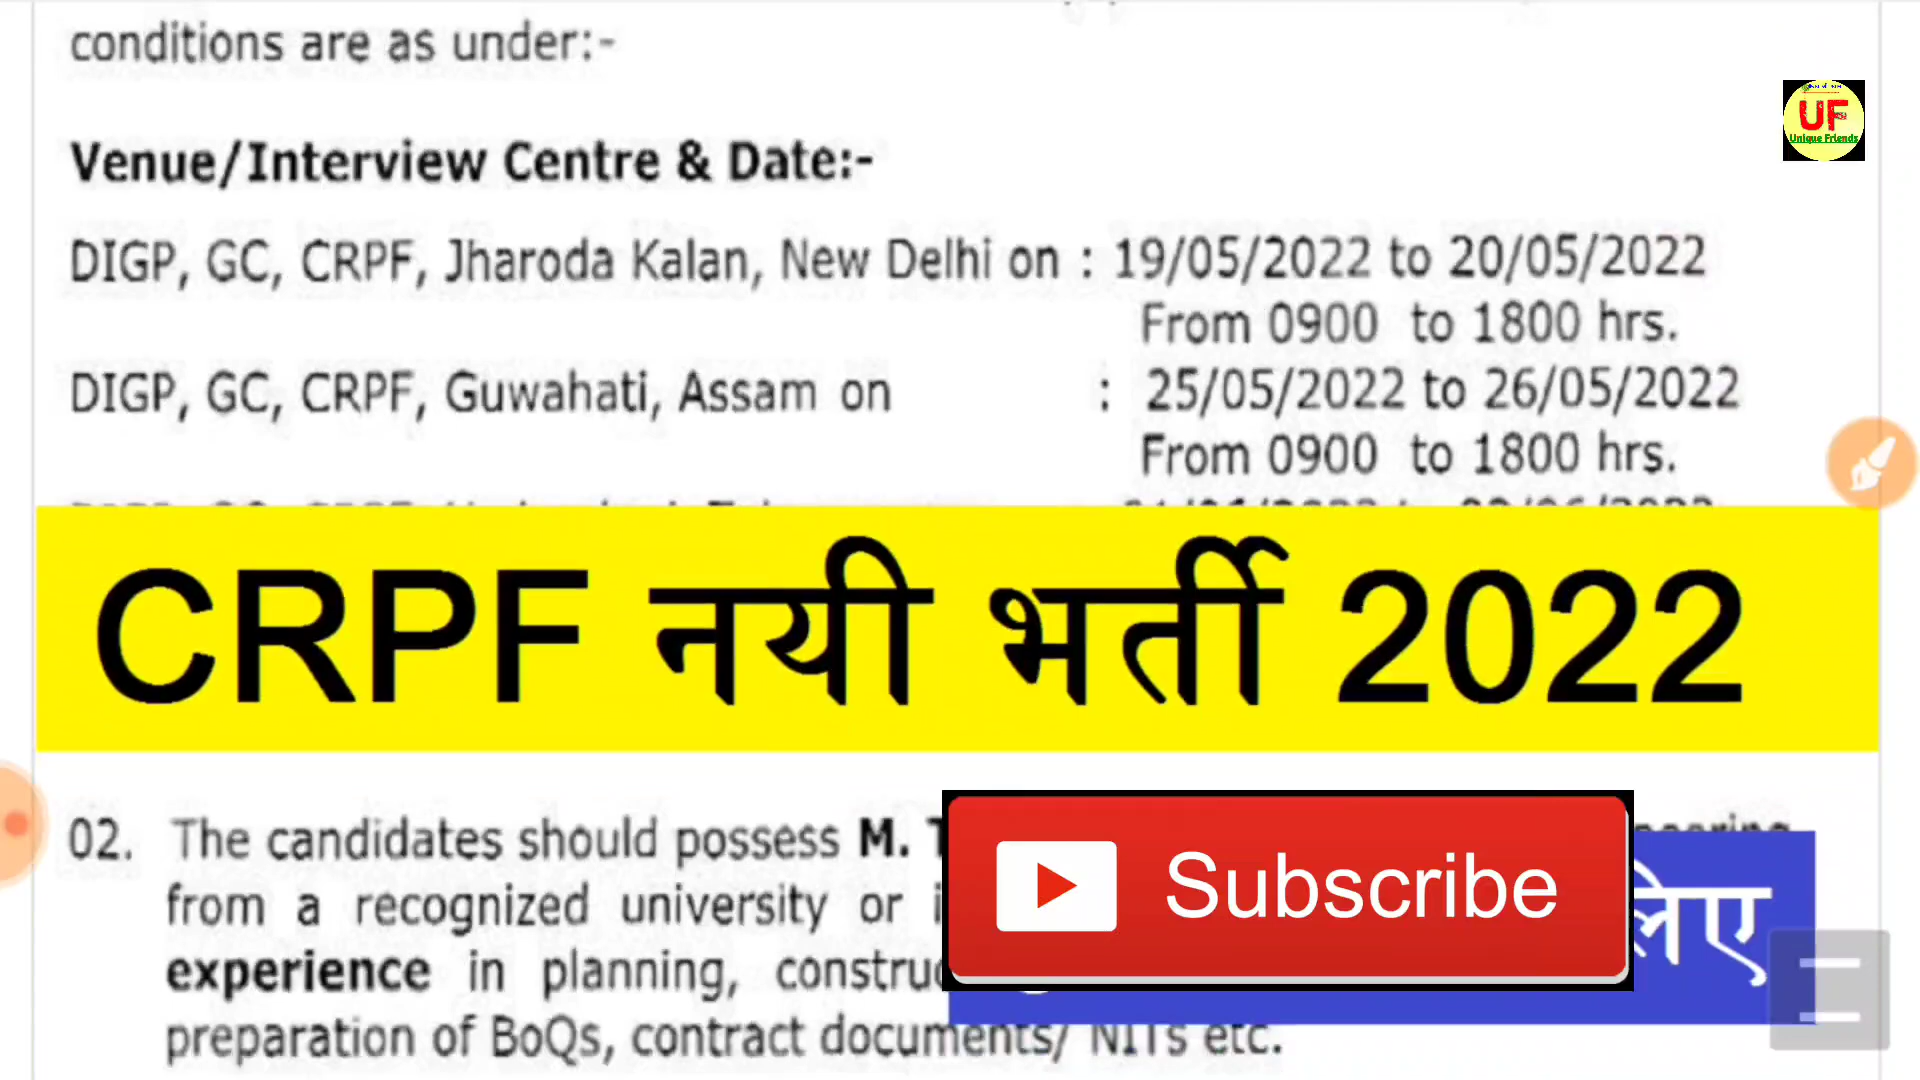 conditions are as under:-
UF
Unique Friends
Venue/Interview Centre & Date:-
DIGP, GC, CRPF, Jharoda Kalan, New Delhi on : 19/05/2022 to 20/05/2022
From 0900 to 1800 hrs.
DIGP, GC, CRPF, Guwahati, Assam on : 25/05/2022 to 26/05/2022
From 0900 to 1800 hrs.
CRPF नयी भर्ती 2022
02. The candidates should possess M.
from a recognized university or
experience in planning,
Subscribe
लिए
preparation of BoQs, contract documents/ NITs etc.